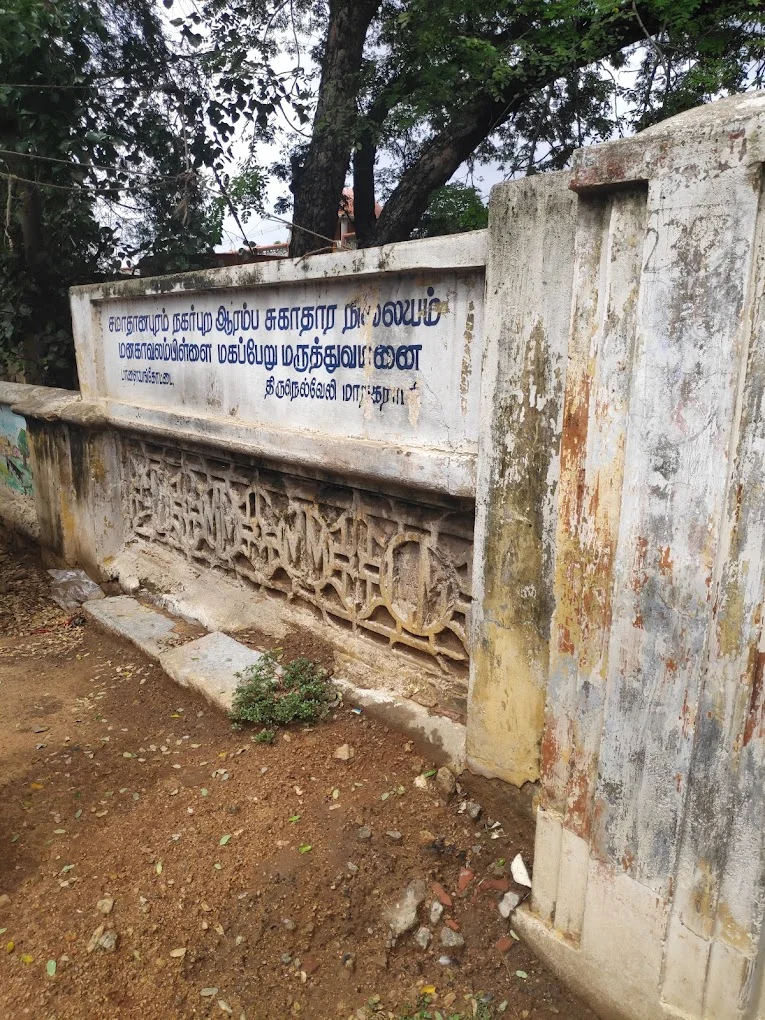 சமாதானபுரம் நகர்புற ஆரம்ப சுகாதார நிலையம்
மனகாவலம்பிள்ளை மகப்பேறு மருத்துவமனை
பாளையங்கோட்டை
திருநெல்வேலி மாநகராட்சி